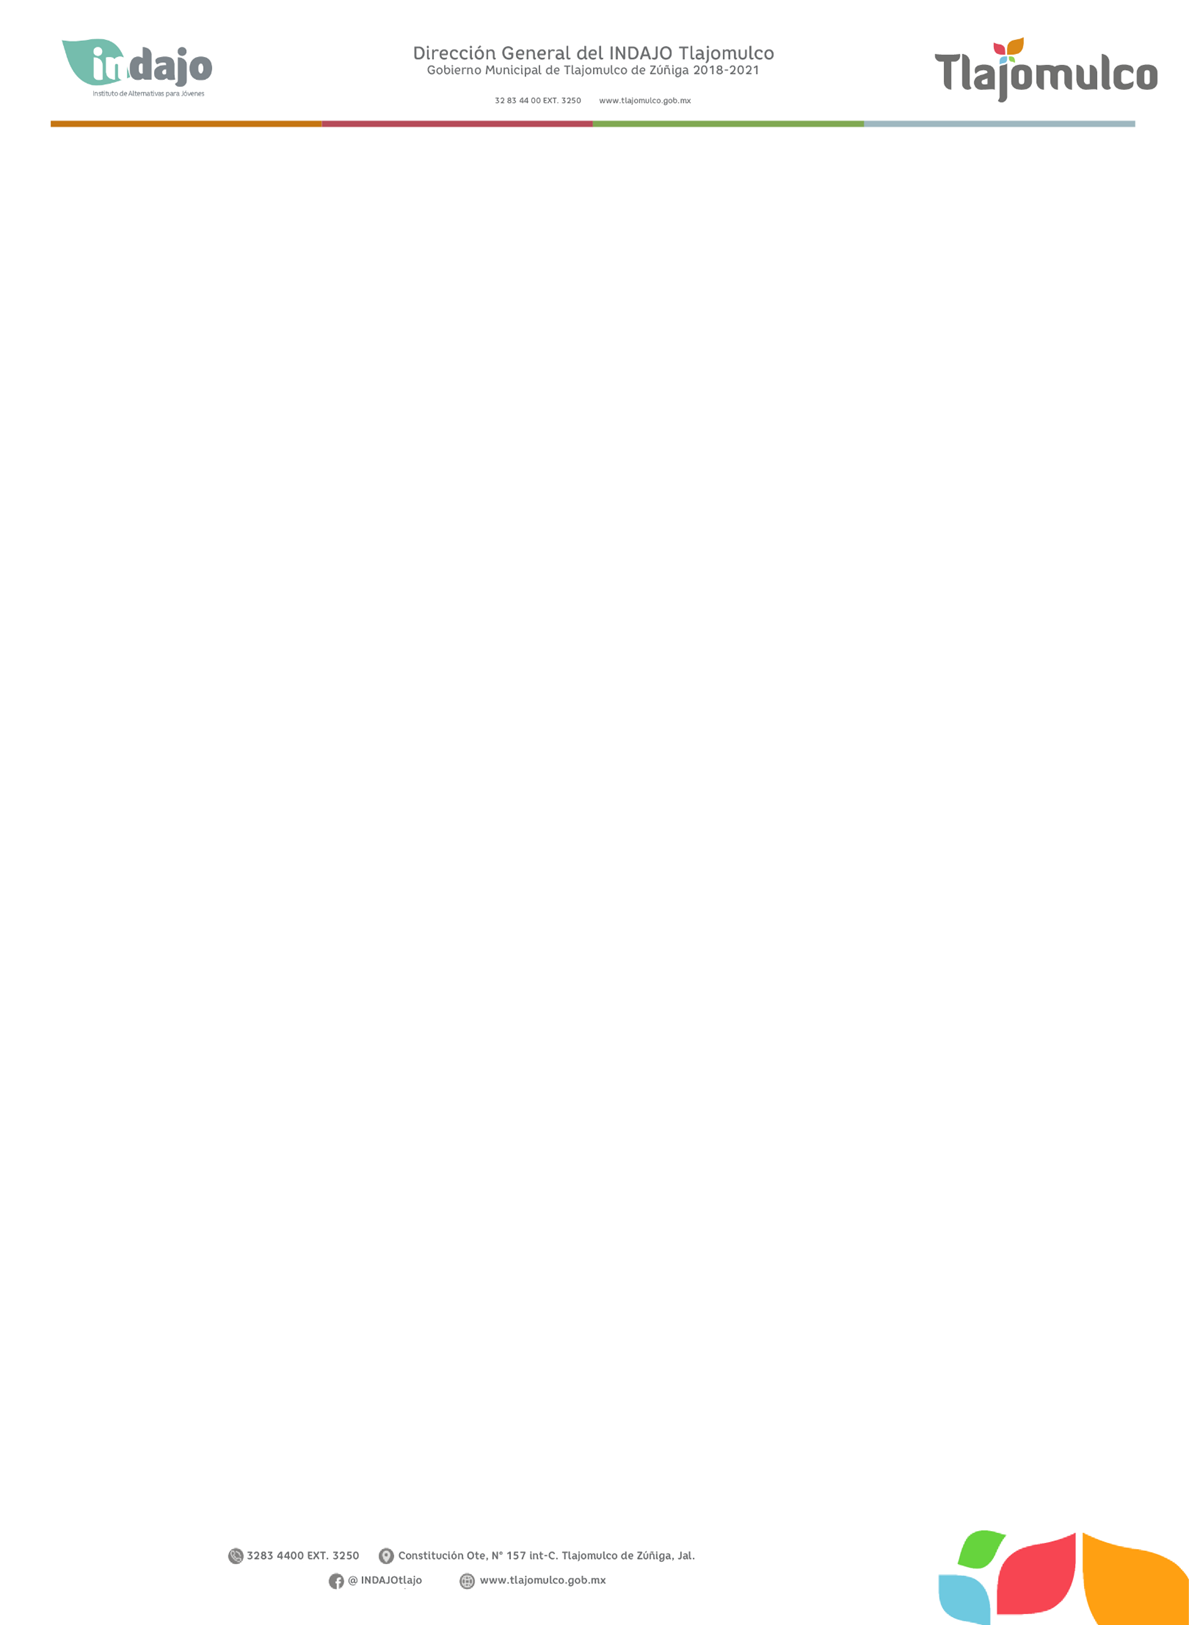 indajo
Instituto de Alternativas para Jóvenes
Dirección General del INDAJO Tlajomulco
Gobierno Municipal de Tlajomulco de Zúñiga 2018-2021
32 83 44 00 EXT. 3250 www.tlajomulco.gob.mx
Tlajomulco
3283 4400 EXT. 3250 Constitución Ote, N° 157 int-C. Tlajomulco de Zúñiga, Jal.
@ INDAJOtlajo www.tlajomulco.gob.mx